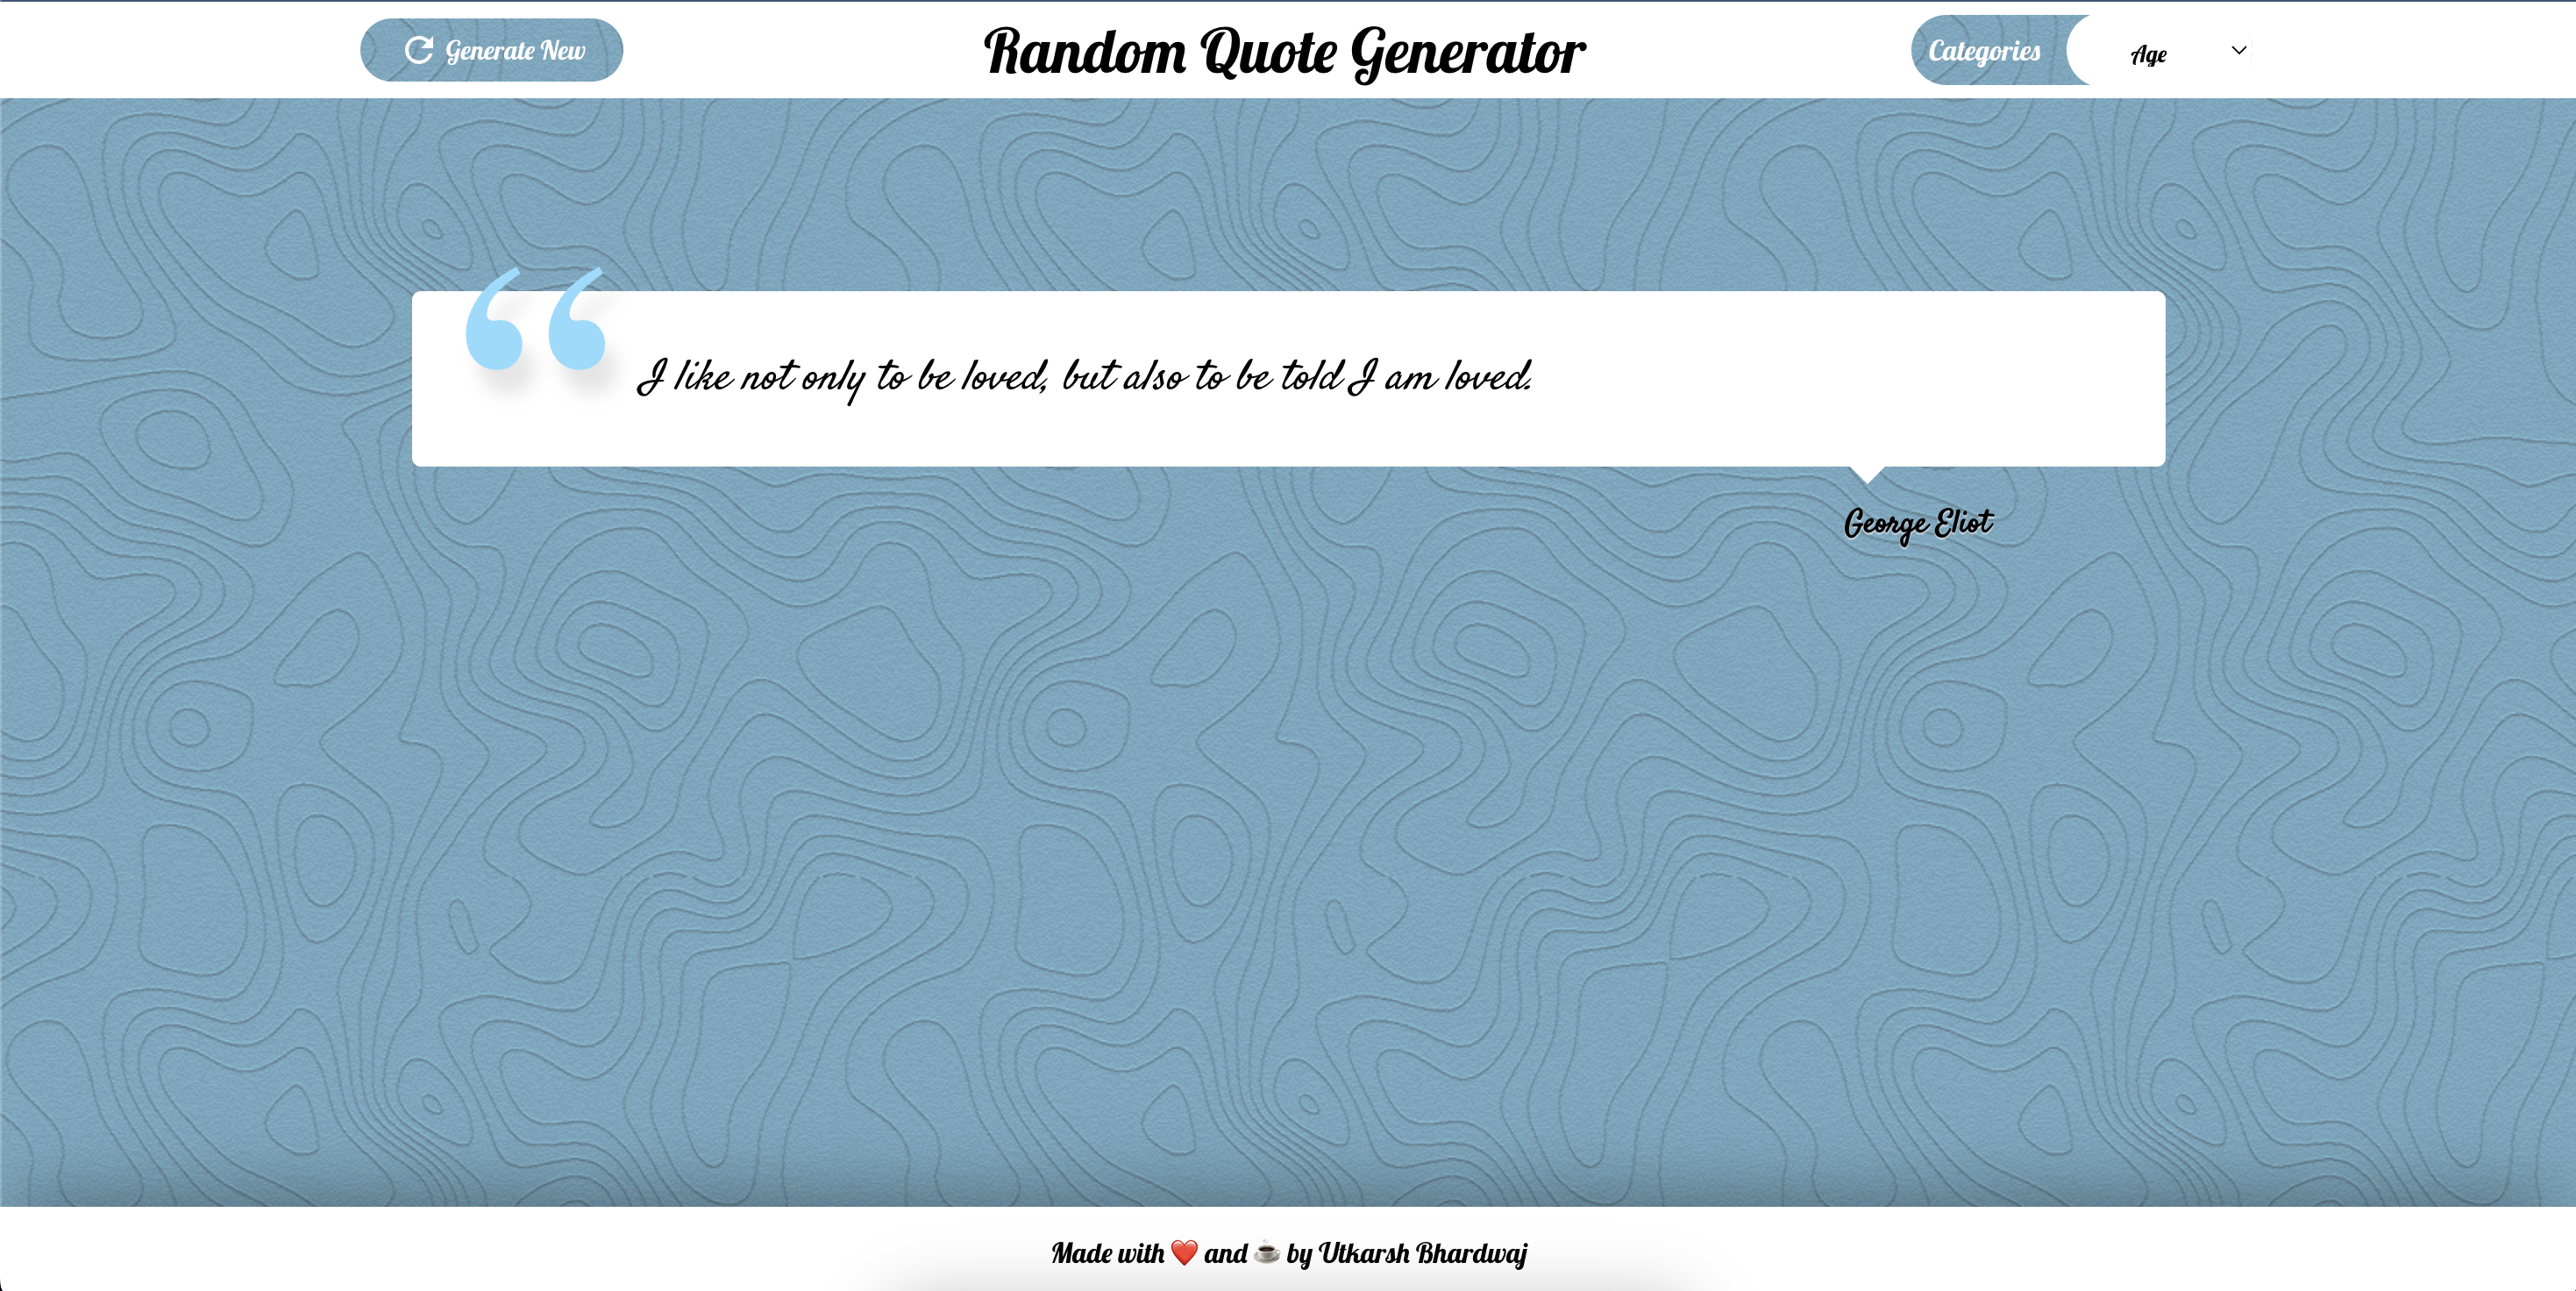 Generate New
Random Quote Generator
Categories
Age
“
I like not only to be loved, but also to be told I am loved.
George Eliot
Made with ❤️ and ☕ by Utkarsh Bhardwaj